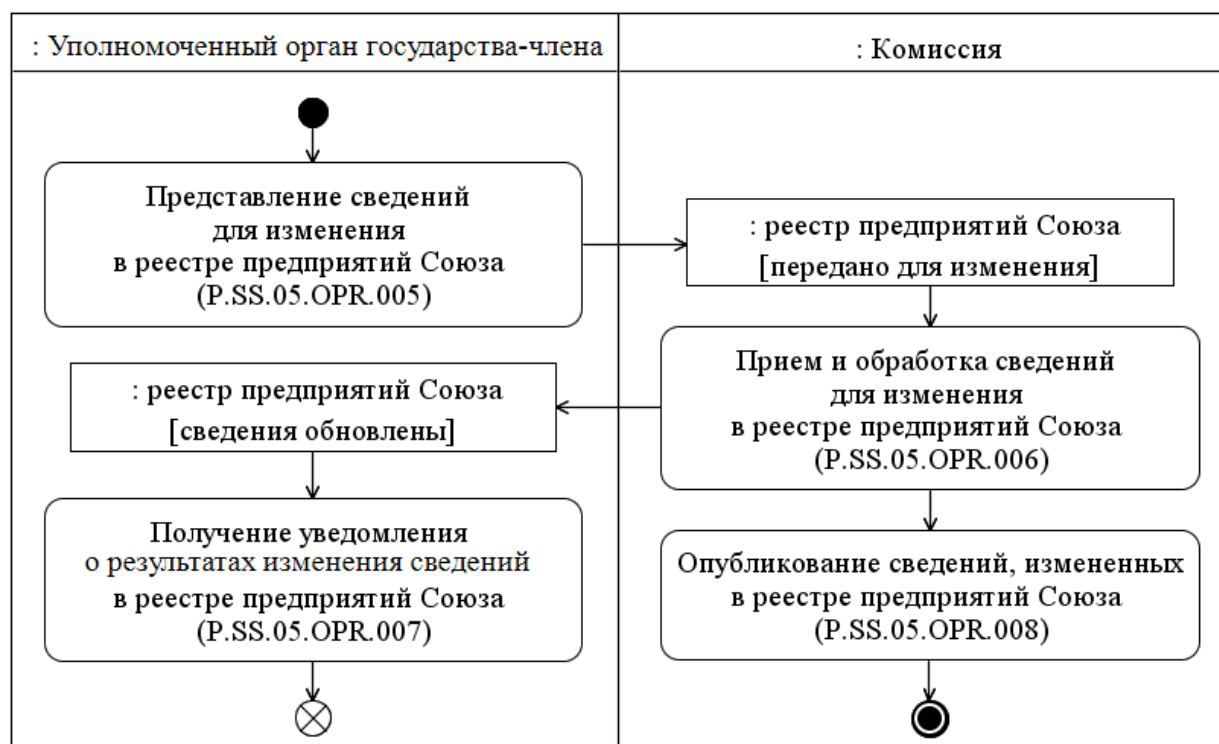 : Уполномоченный орган государства-члена
: Комиссия
Представление сведений
для изменения
в реестре предприятий Союза
(P.SS.05.OPR.005)
: реестр предприятий Союза
[передано для изменения]
Прием и обработка сведений
для изменения
в реестре предприятий Союза
(P.SS.05.OPR.006)
: реестр предприятий Союза
[сведения обновлены]
Получение уведомления
о результатах изменения сведений
в реестре предприятий Союза
(P.SS.05.OPR.007)
Опубликование сведений, измененных
в реестре предприятий Союза
(P.SS.05.OPR.008)